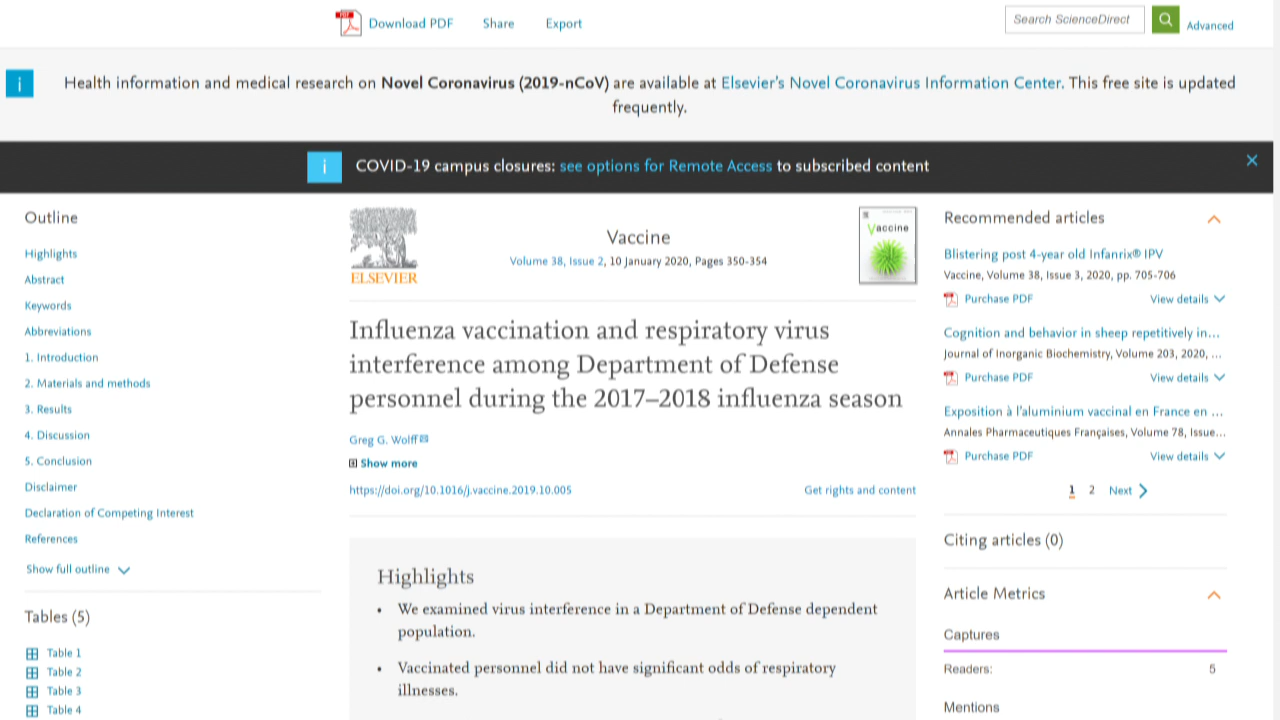 Download PDF
Share
Export
Search ScienceDirect
Advanced
Health information and medical research on Novel Coronavirus (2019-nCoV) are available at Elsevier's Novel Coronavirus Information Center. This free site is updated
frequently.
COVID-19 campus closures: see options for Remote Access to subscribed content
Outline
Highlights
Abstract
Keywords
Abbreviations
1. Introduction
2. Materials and methods
3. Results
4. Discussion
5. Conclusion
Disclaimer
Declaration of Competing Interest
References
Show full outline
Tables (5)
Table 1
Table 2
Table 3
Table 4
ELSEVIER
Vaccine
Volume 38, Issue 2, 10 January 2020, Pages 350-354
Vaccine
Influenza vaccination and respiratory virus
interference among Department of Defense
personnel during the 2017–2018 influenza season
Greg G. Wolff
Show more
https://doi.org/10.1016/j.vaccine.2019.10.005
Get rights and content
Highlights
• We examined virus interference in a Department of Defense dependent
population.
• Vaccinated personnel did not have significant odds of respiratory
illnesses.
Recommended articles
Blistering post 4-year old Infanrix® IPV
Vaccine, Volume 38, Issue 3, 2020, pp. 705-706
Purchase PDF
View details
Cognition and behavior in sheep repetitively in...
Journal of Inorganic Biochemistry, Volume 203, 2020, ...
Purchase PDF
View details
Exposition à l'aluminium vaccinal en France en ...
Annales Pharmaceutiques Françaises, Volume 78, Issue...
Purchase PDF
View details
1 2 Next
Citing articles (0)
Article Metrics
Captures
Readers: 5
Mentions